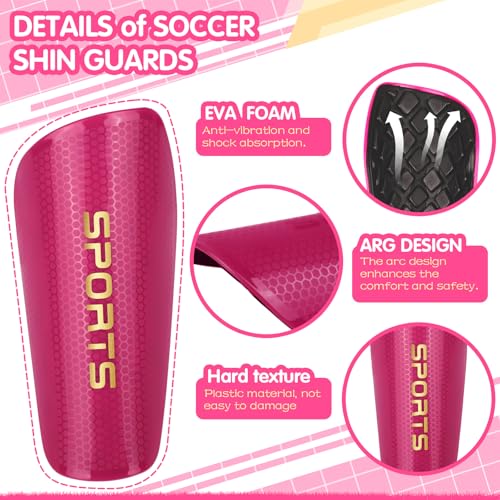 DETAILS of SOCCER
SHIN GUARDS
EVA FOAM
Anti-vibration and
shock absorption.
SPORTS
ARG DESIGN
The arc design
enhances the
comfort and safety.
Hard texture
Plastic material, not
easy to damage
SPORTS